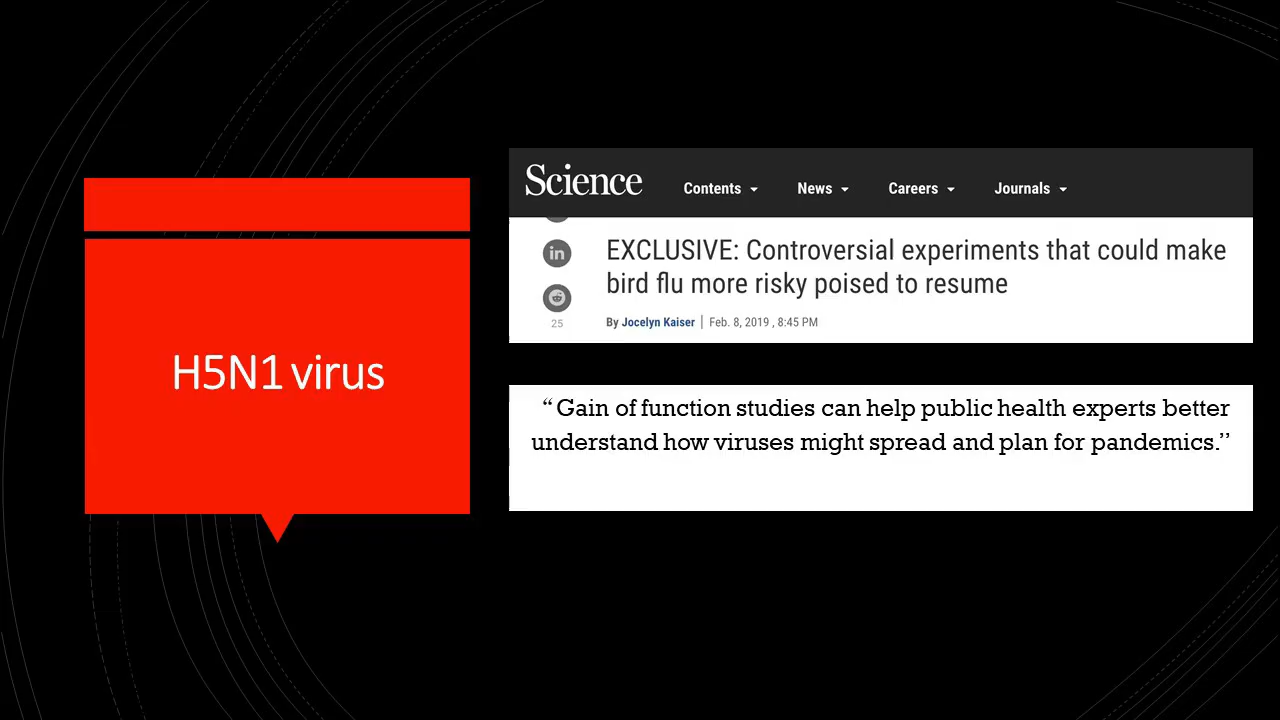 H5N1 virus
Science Contents News Careers Journals
EXCLUSIVE: Controversial experiments that could make
bird flu more risky poised to resume
25
By Jocelyn Kaiser | Feb. 8, 2019 , 8:45 PM
“ Gain of function studies can help public health experts better
understand how viruses might spread and plan for pandemics.”